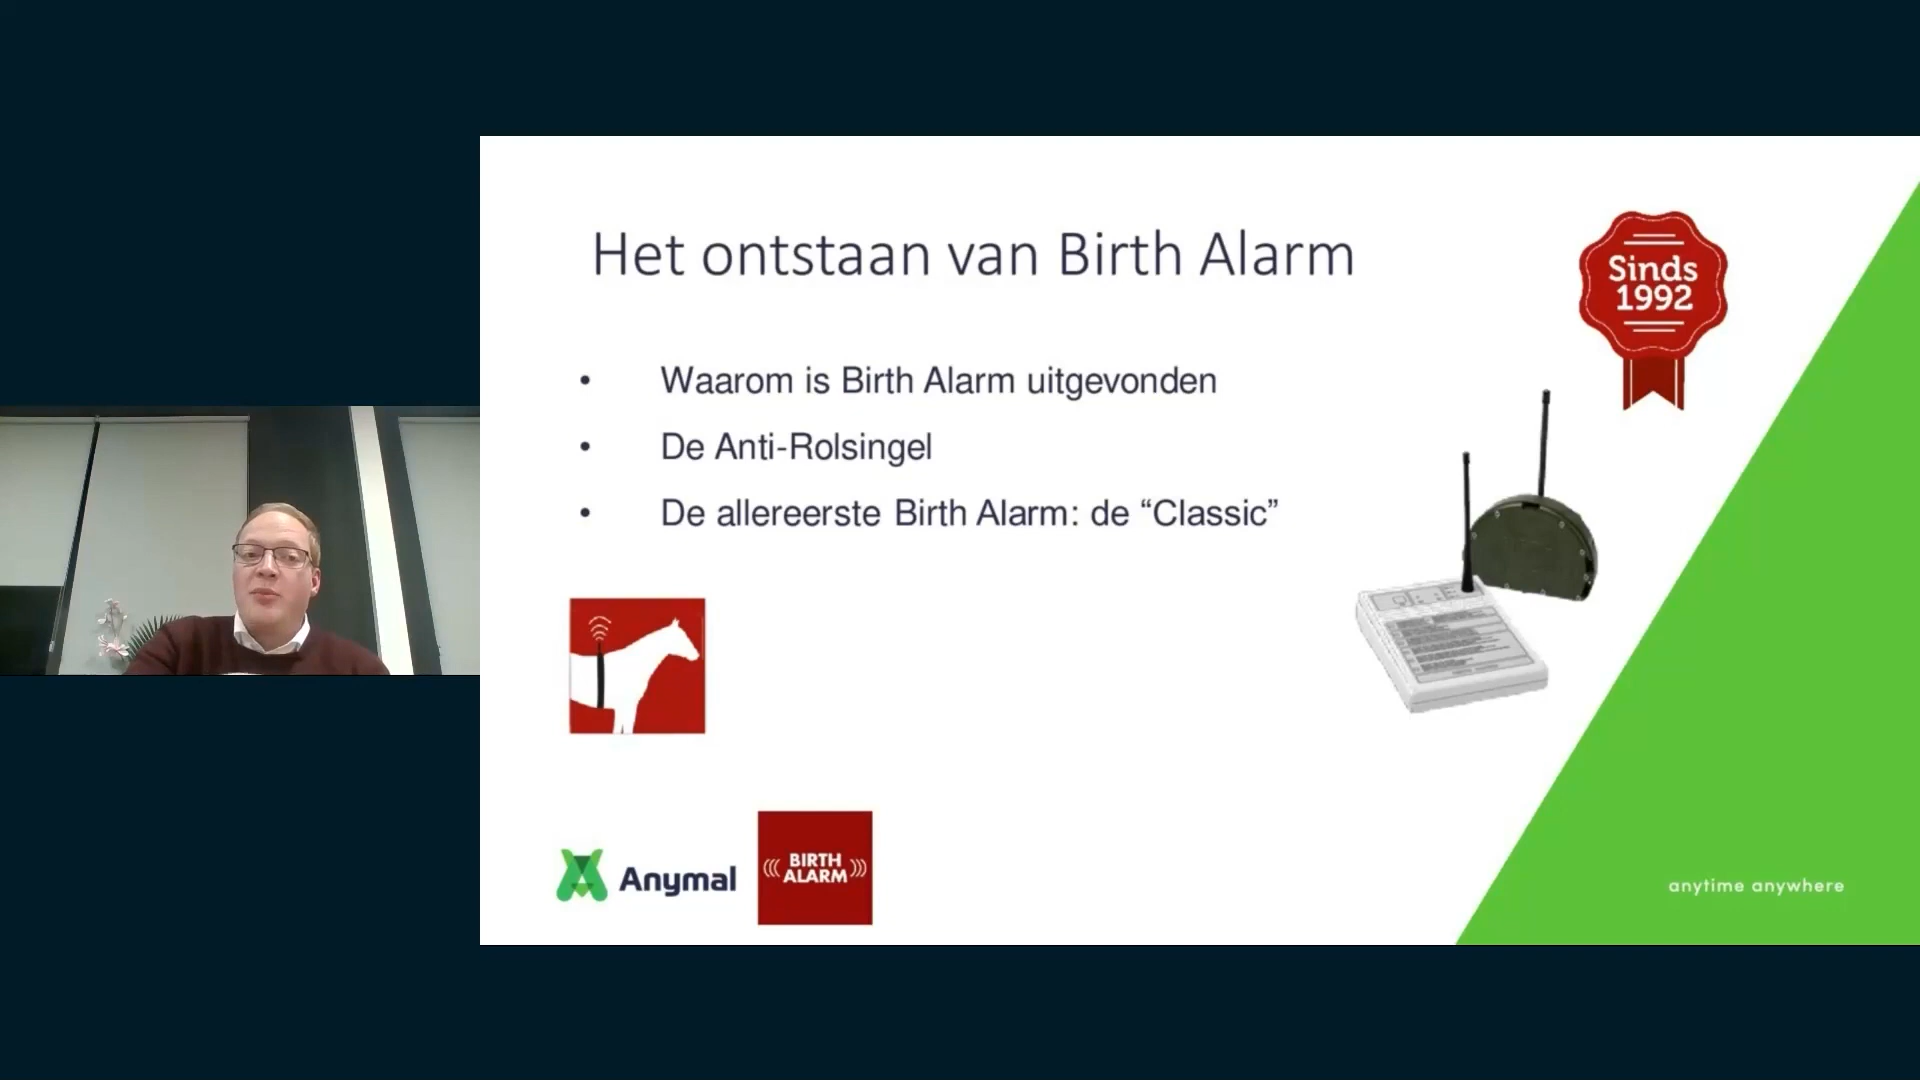 Het ontstaan van Birth Alarm
Sinds
1992
• Waarom is Birth Alarm uitgevonden
• De Anti-Rolsingel
• De allereerste Birth Alarm: de “Classic”
Anymal
BIRTH
ALARM
anytime anywhere